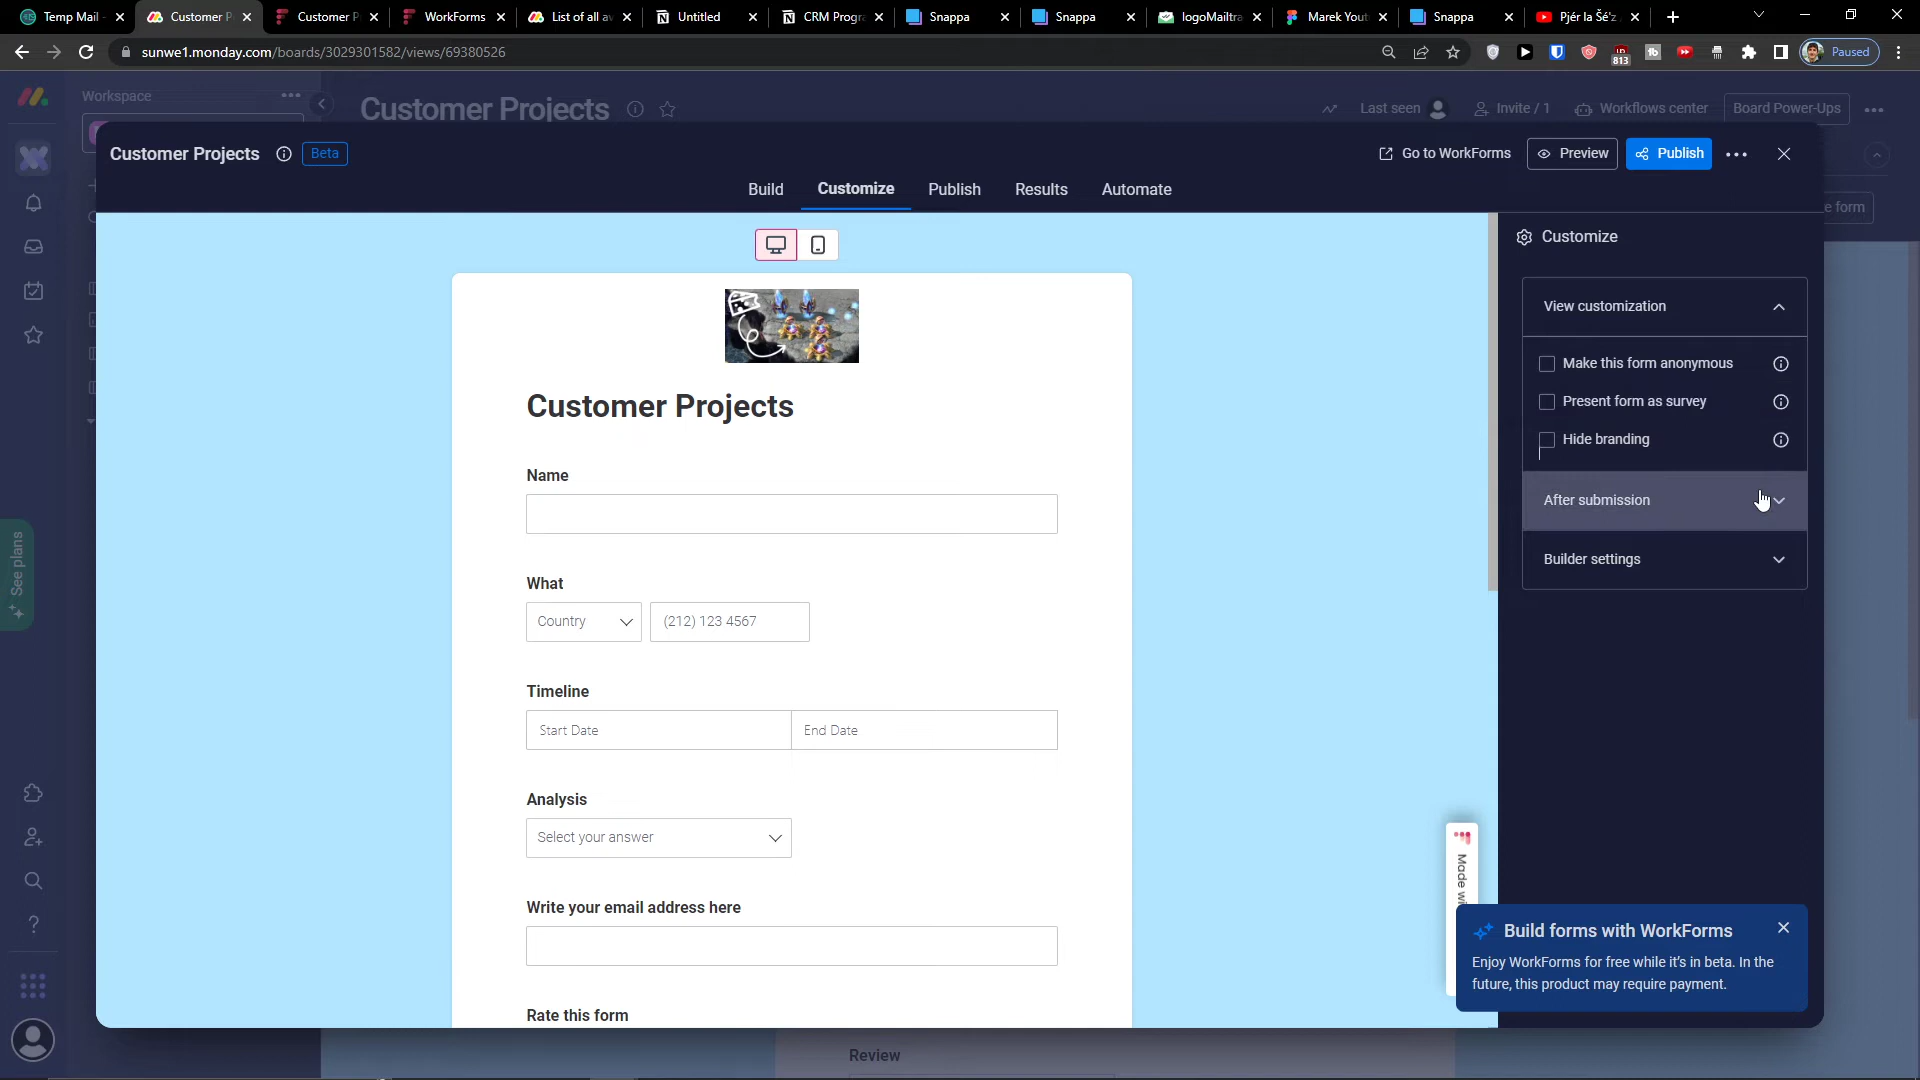 Temp Mail -
Customer P
Customer P
WorkForms
List of all av
Untitled
CRM Progra
Snappa
Snappa
logoMailtra
Marek Yout
Snappa
Pjér la Šé'z
sunwe1.monday.com/boards/3029301582/views/69380526
813
Paused
Workspace
Customer Projects
Last seen
Invite / 1
Workflows center
Board Power-Ups
Customer Projects
Beta
Go to WorkForms
Preview
Publish
Build
Customize
Publish
Results
Automate
e form
Customize
View customization
Make this form anonymous
Present form as survey
Hide branding
After submission
Builder settings
Customer Projects
Name
What
Country
(212) 123 4567
Timeline
Start Date
End Date
Analysis
Select your answer
Write your email address here
Rate this form
See plans
Made wi
Build forms with WorkForms
Enjoy WorkForms for free while it's in beta. In the
future, this product may require payment.
Review